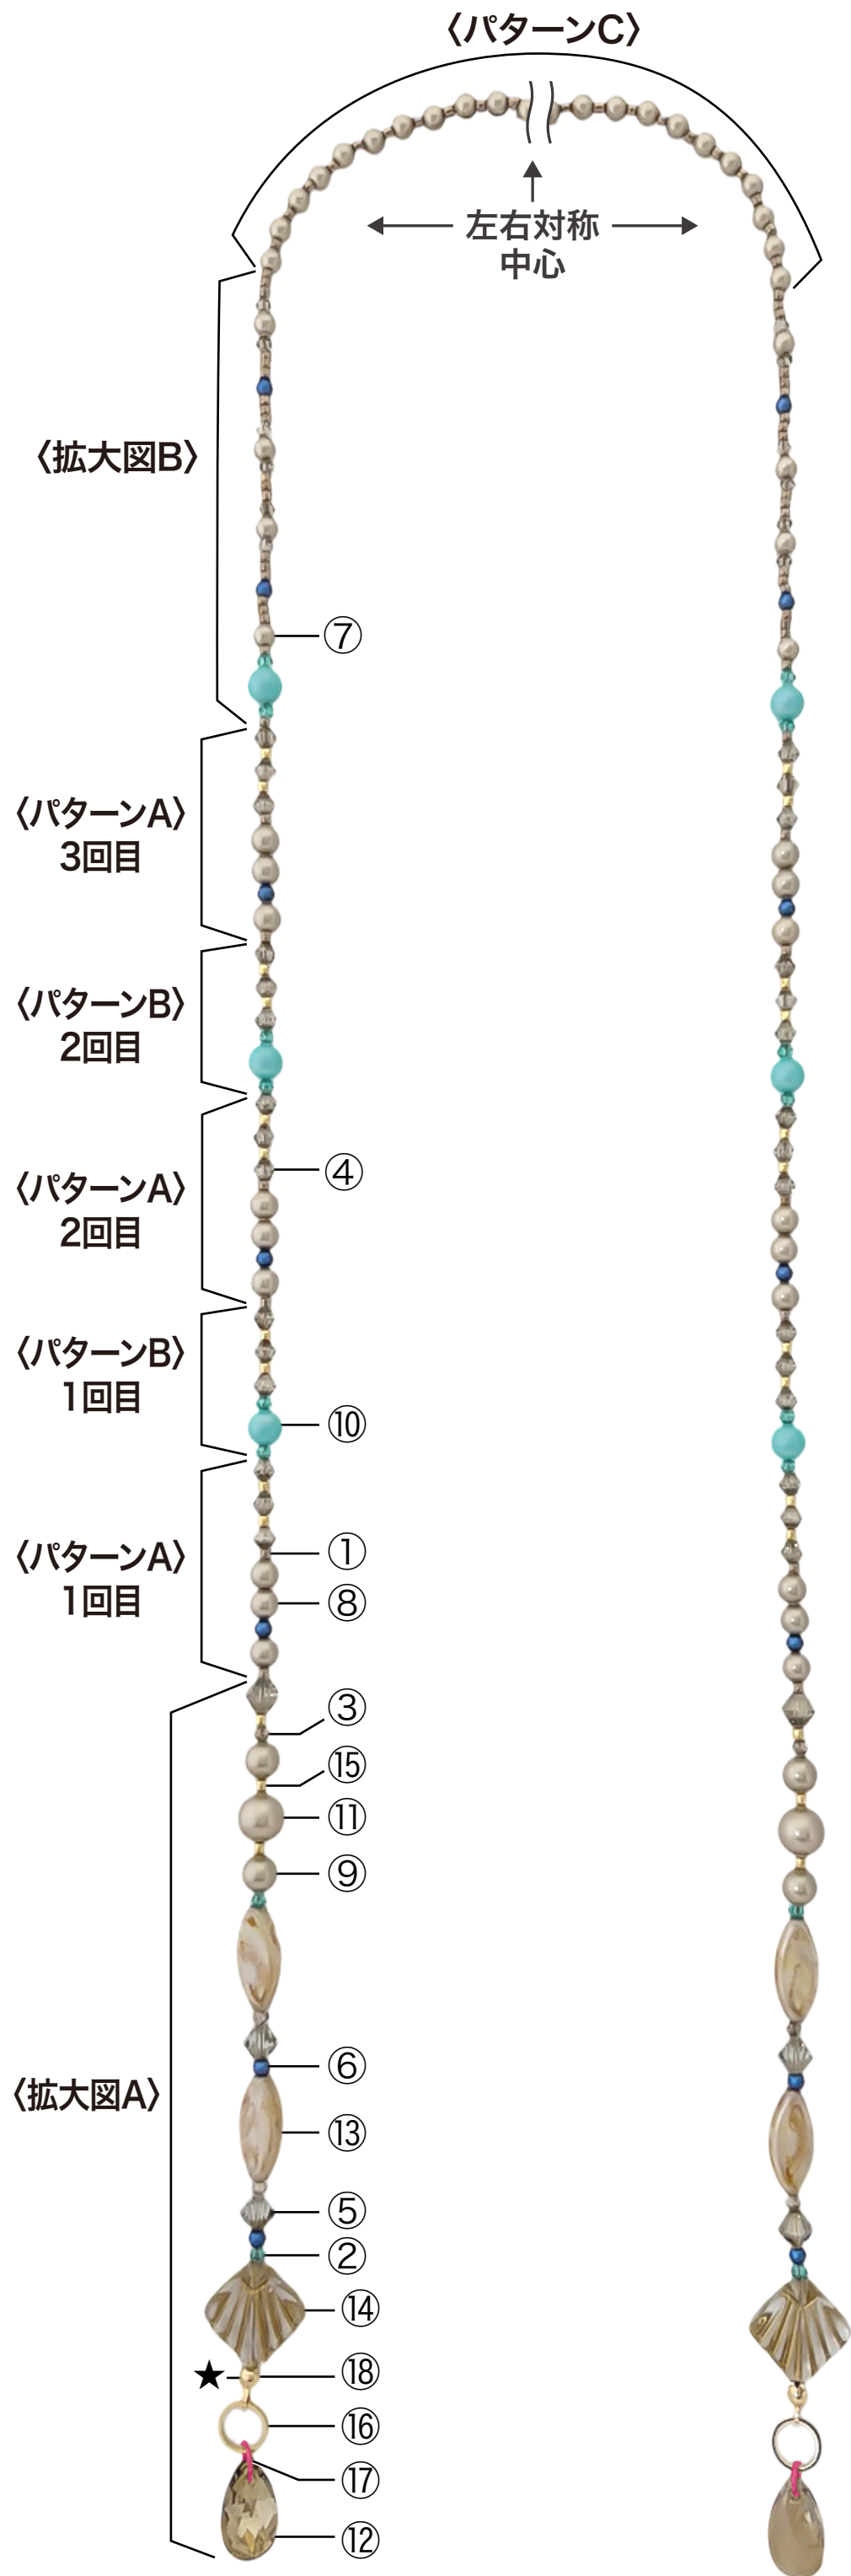 〈パターンC〉
左右対称
中心
〈拡大図B〉
⑦
〈パターンA〉
3回目
〈パターンB〉
2回目
④
〈パターンA〉
2回目
〈パターンB〉
1回目
⑩
①
〈パターンA〉
1回目
⑧
③
⑮
⑪
⑨
⑥
〈拡大図A〉
⑬
⑤
②
⑭
★
⑱
⑯
⑰
⑫